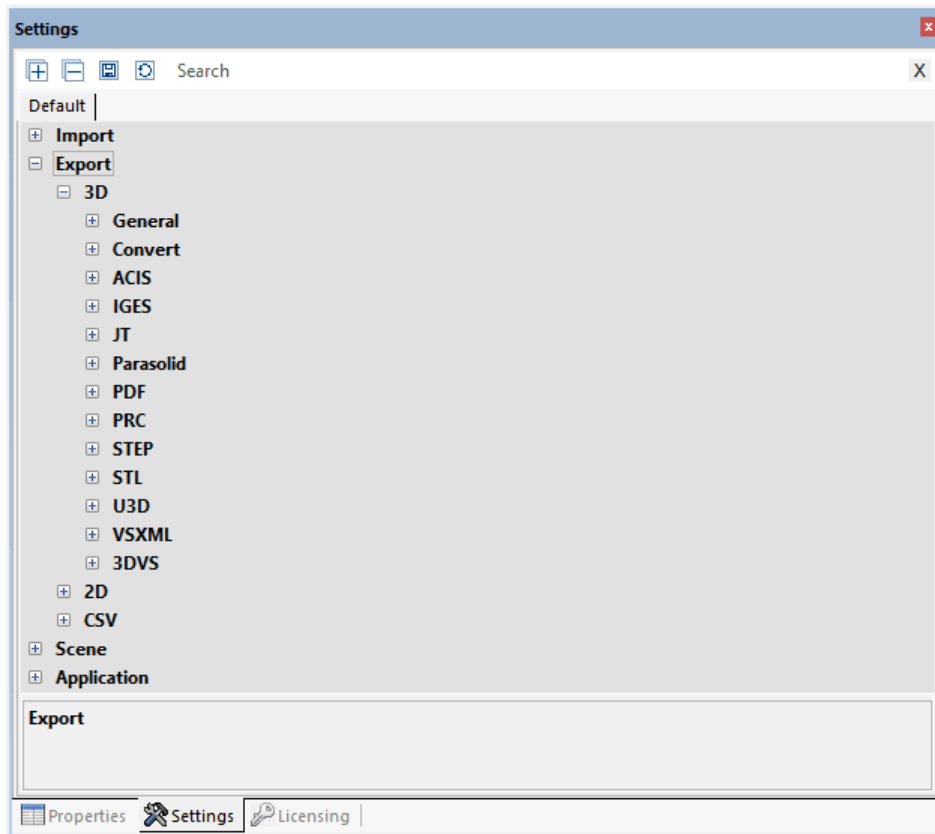 Settings
Search X
Default
Import
Export
3D
General
Convert
ACIS
IGES
JT
Parasolid
PDF
PRC
STEP
STL
U3D
VSXML
3DVS
2D
CSV
Scene
Application
Export
Properties Settings Licensing